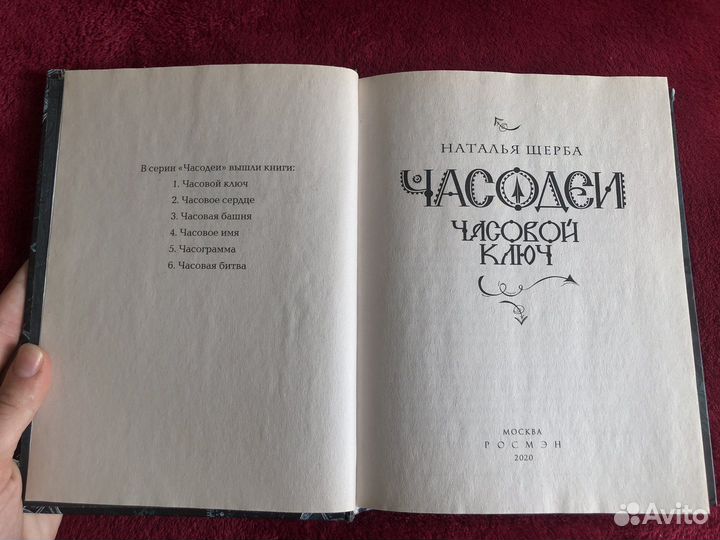 В серии «Часодеи» вышли книги:
1. Часовой ключ
2. Часовое сердце
3. Часовая башня
4. Часовое имя
5. Часограмма
6. Часовая битва
НАТАЛЬЯ ЩЕРБА
ЧАСОДЕИ
ЧАСОВОЙ
КЛЮЧ
МОСКВА
РОСМЭН
2020
Avito